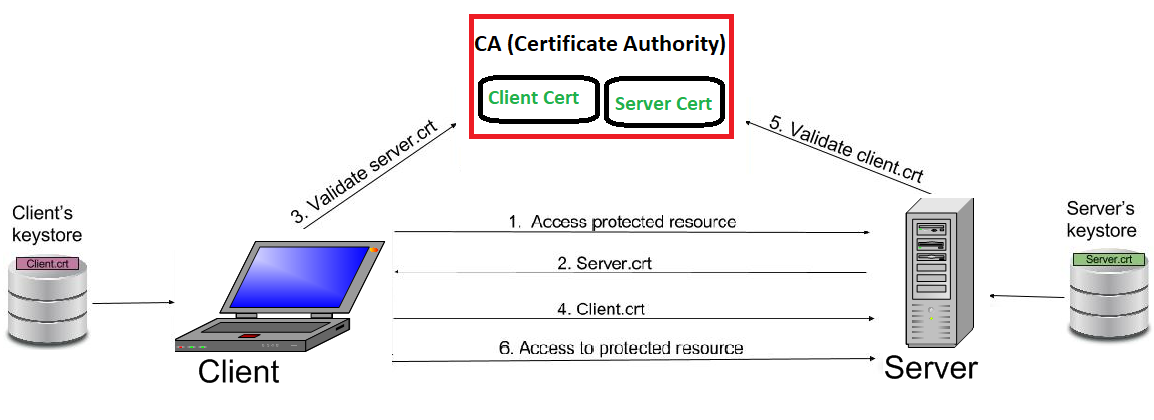 CA (Certificate Authority)
Client Cert
Server Cert
3. Validate server.crt
5. Validate client.crt
Client's
keystore
Client.crt
1. Access protected resource
2. Server.crt
4. Client.crt
6. Access to protected resource
Server's
keystore
Server.crt
Client
Server